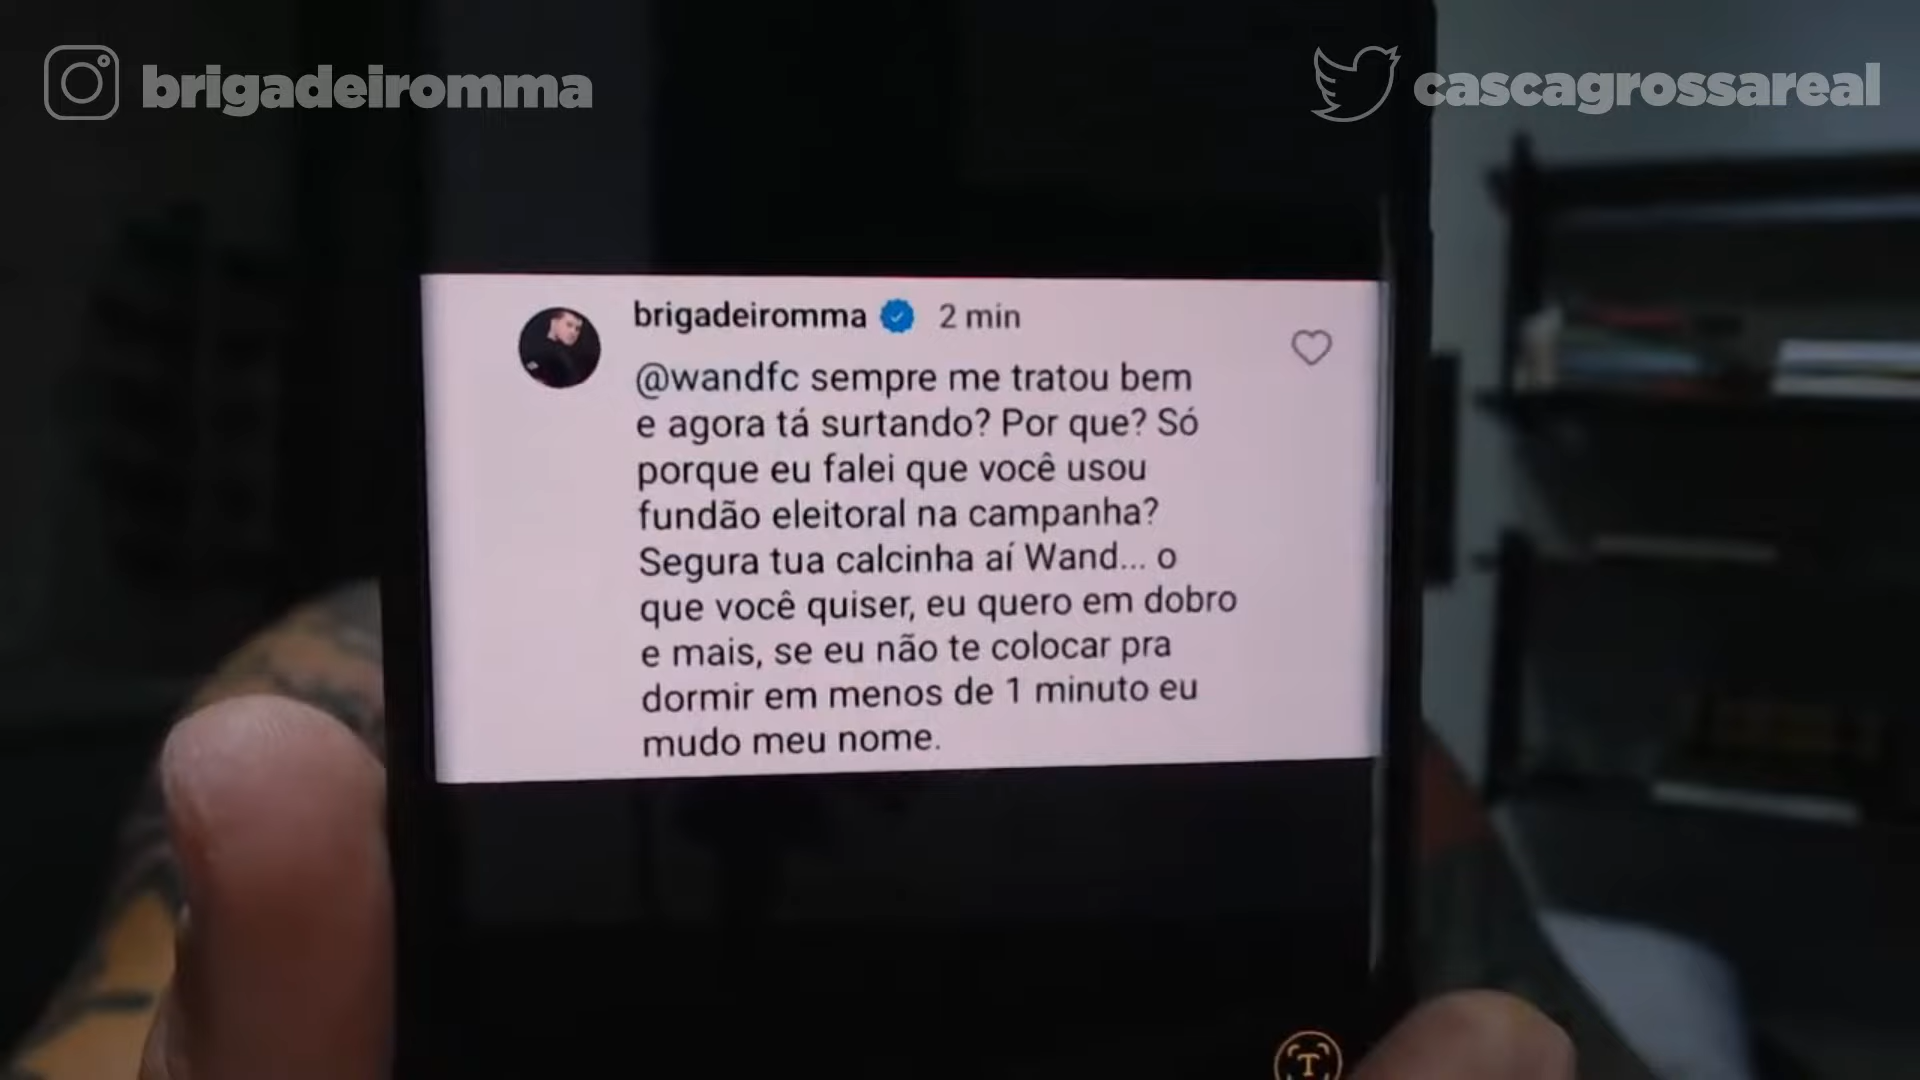 brigadeiromma
cascagrossareal
brigadeiromma 2 min
@wandfc sempre me tratou bem
e agora tá surtando? Por que? Só
porque eu falei que você usou
fundão eleitoral na campanha?
Segura tua calcinha aí Wand... o
que você quiser, eu quero em dobro
e mais, se eu não te colocar pra
dormir em menos de 1 minuto eu
mudo meu nome.
T